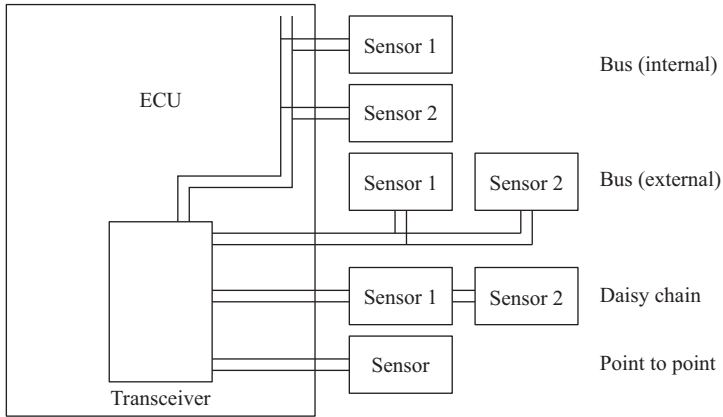 Sensor 1
Bus (internal)
ECU
Sensor 2
Sensor 1
Sensor 2
Bus (external)
Sensor 1
Sensor 2
Daisy chain
Sensor
Point to point
Transceiver